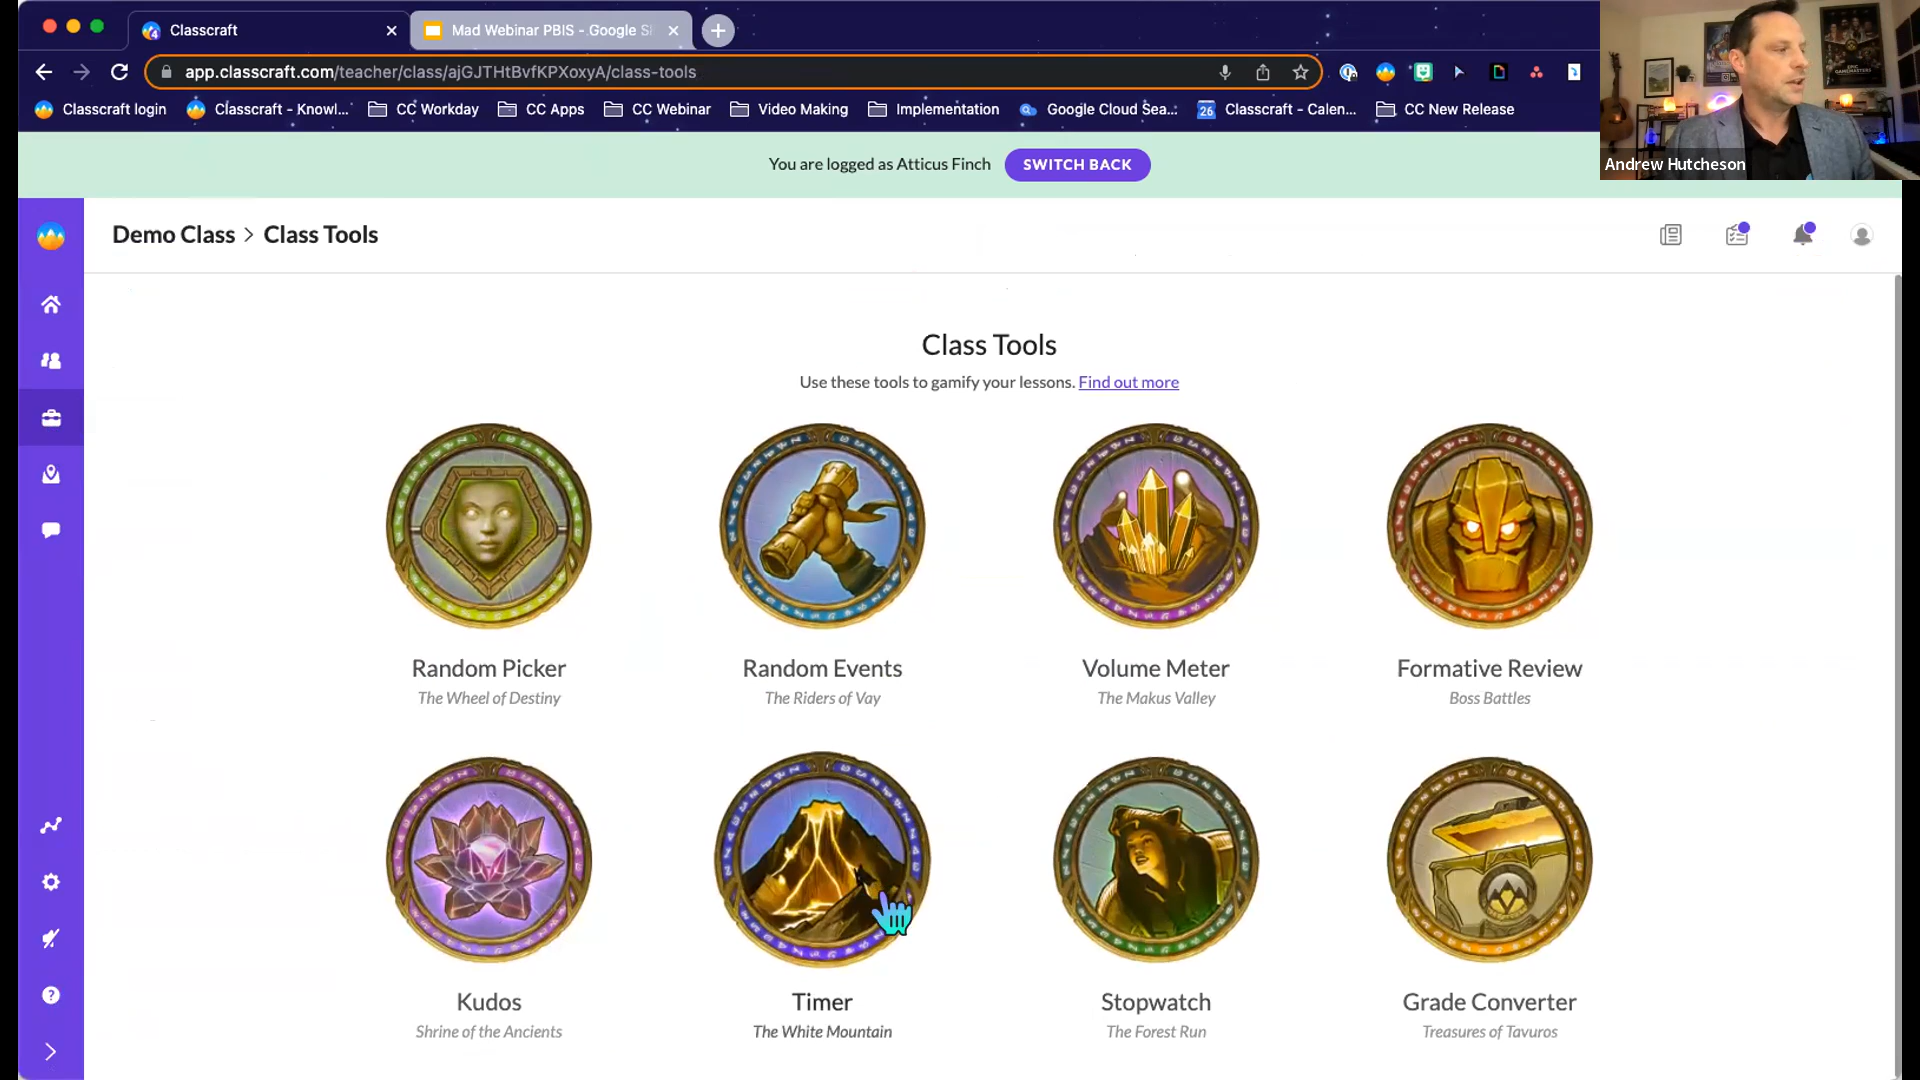 Classcraft
Mad Webinar PBIS - Google Sl
app.classcraft.com/teacher/class/ajGJTHtBvfKPXoxyA/class-tools
Classcraft login
Classcraft - Knowl...
CC Workday
CC Apps
CC Webinar
Video Making
Implementation
Google Cloud Sea...
26
Classcraft - Calen...
CC New Release
Andrew Hutcheson
You are logged as Atticus Finch
SWITCH BACK
Demo Class > Class Tools
Class Tools
Use these tools to gamify your lessons. Find out more
Random Picker
The Wheel of Destiny
Random Events
The Riders of Vay
Volume Meter
The Makus Valley
Formative Review
Boss Battles
Kudos
Shrine of the Ancients
Timer
The White Mountain
Stopwatch
The Forest Run
Grade Converter
Treasures of Tavuros